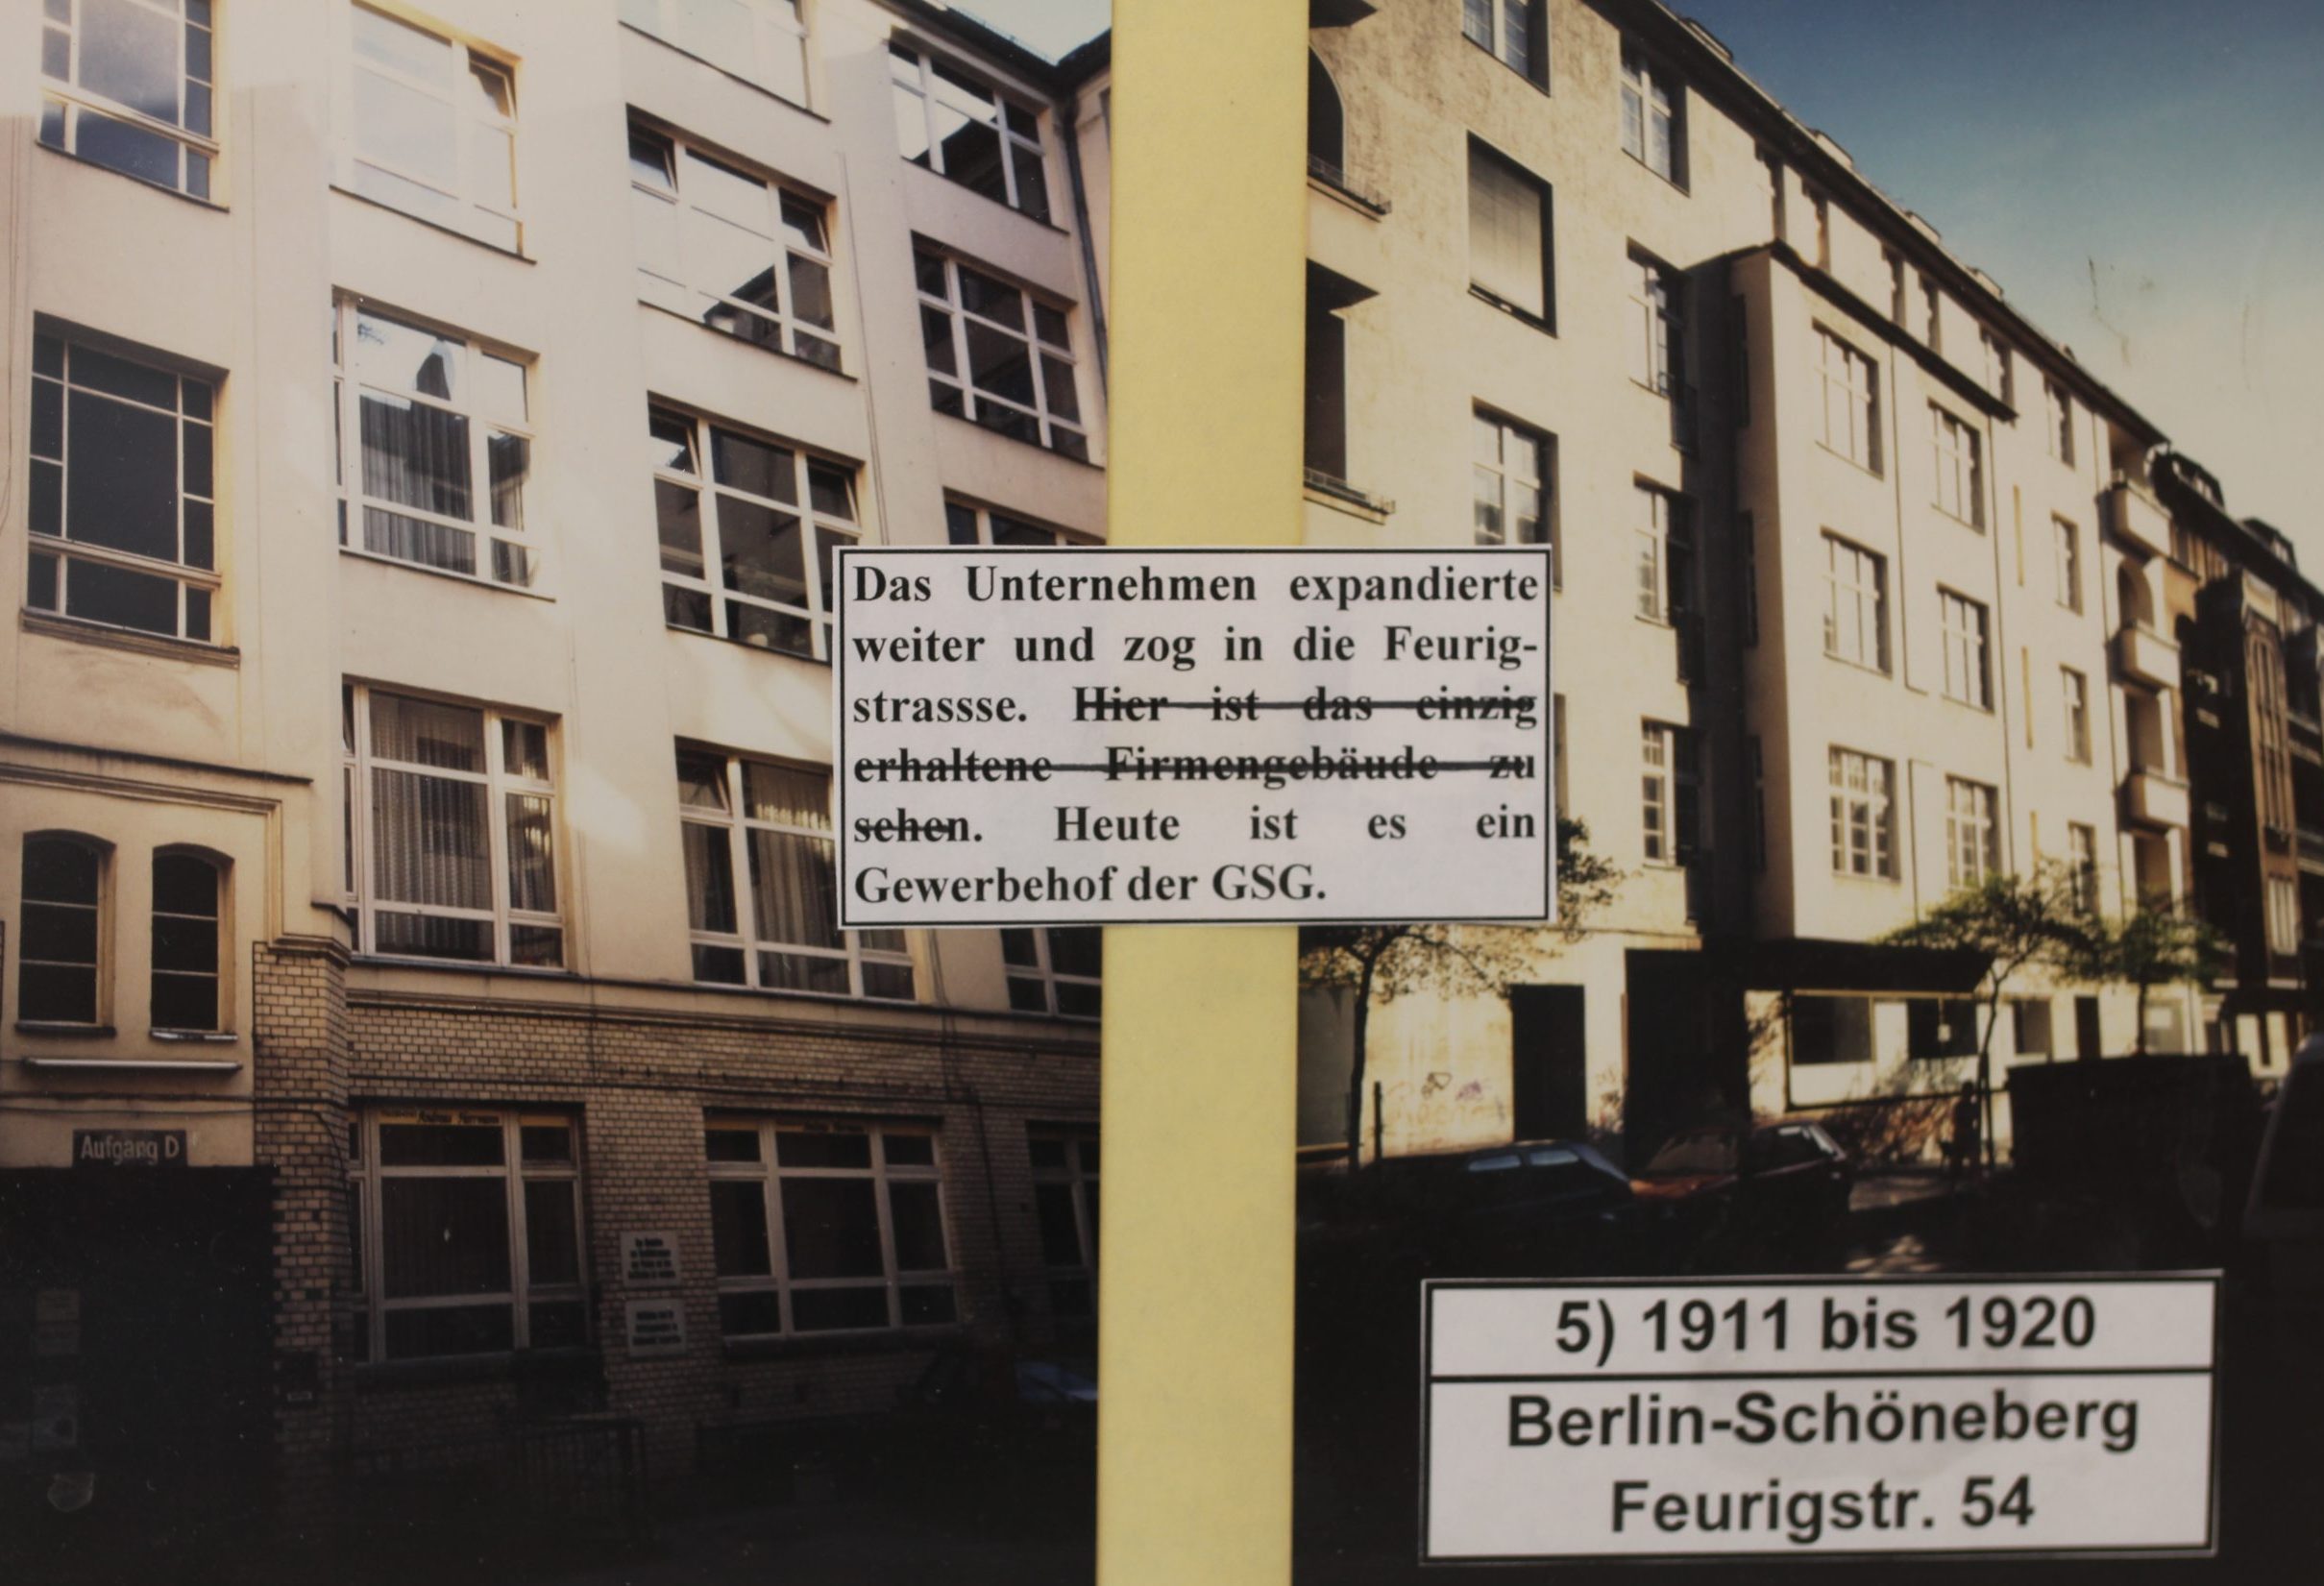 Das Unternehmen expandierte
weiter und zog in die Feurig-
strassse. Hier ist das einzig
erhaltene Firmengebäude zu
sehen. Heute ist es ein
Gewerbehof der GSG.
Aufgang D
5) 1911 bis 1920
Berlin-Schöneberg
Feurigstr. 54